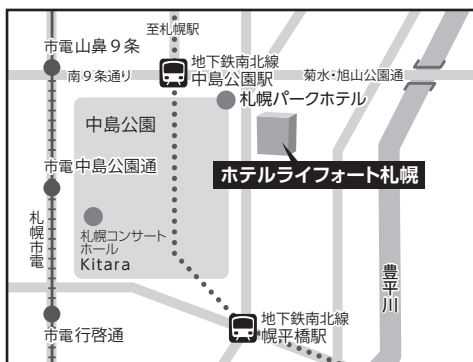 至札幌駅
市電山鼻9条
地下鉄南北線
中島公園駅
南9条通り
菊水・旭山公園通
札幌パークホテル
中島公園
ホテルライフォート札幌
市電中島公園通
札幌市電
札幌コンサート
ホール
Kitara
豊平川
地下鉄南北線
幌平橋駅
市電行啓通